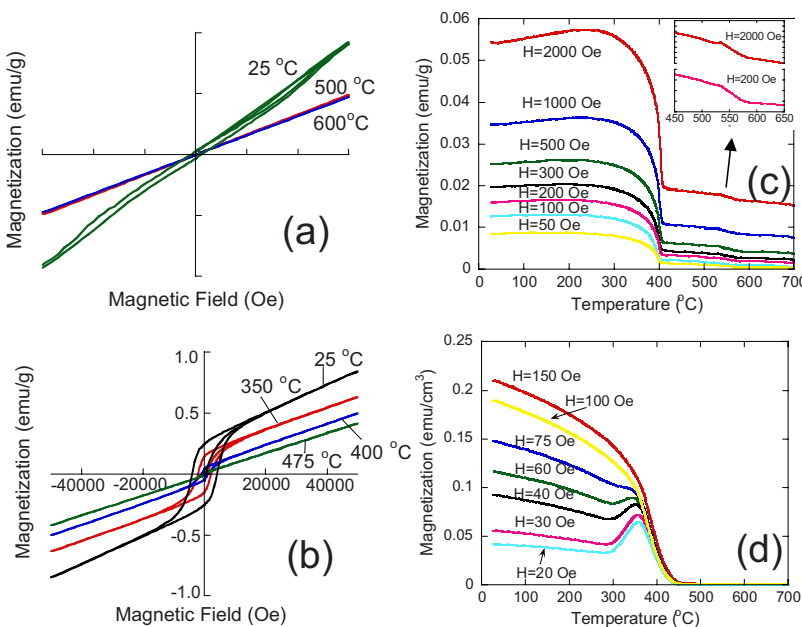 Magnetization (emu/g)
25 °C
500 °C
600°C
(a)
Magnetic Field (Oe)
Magnetization (emu/g)
1.0
0.5
-0.5
-1.0
-40000
-20000
0
20000
40000
25 °C
350 °C
400 °C
475 °C
(b)
Magnetic Field (Oe)
Magnetization (emu/g)
0.06
0.05
0.04
0.03
0.02
0.01
0
H=2000 Oe
H=1000 Oe
H=500 Oe
H=300 Oe
H=200 Oe
H=100 Oe
H=50 Oe
H=2000 Oe
H=200 Oe
450 500 550 600 650
(c)
0 100 200 300 400 500 600 700
Temperature (°C)
Magnetization (emu/cm³)
0.25
0.2
0.15
0.1
0.05
0
H=150 Oe
H=100 Oe
H=75 Oe
H=60 Oe
H=40 Oe
H=30 Oe
H=20 Oe
(d)
0 100 200 300 400 500 600 700
Temperature (°C)